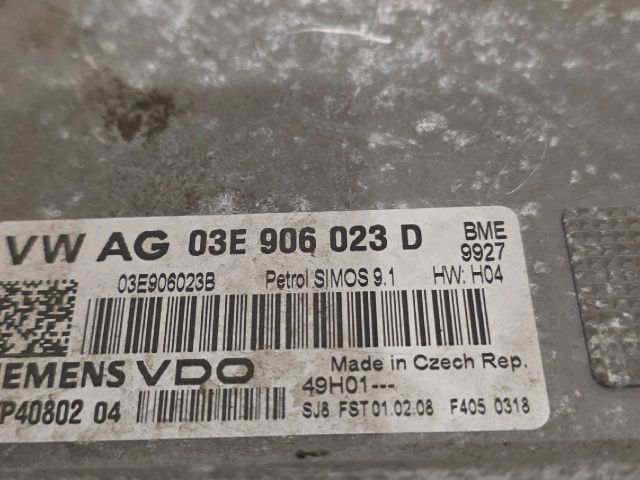 VW AG 03E 906 023 D BME
9927
03E906023B Petrol SIMOS 9.1 HW: H04
IEMENS VDO Made in Czech Rep.
49H01---
P40802 04 SJ8 FST 01.02.08 F405 0318